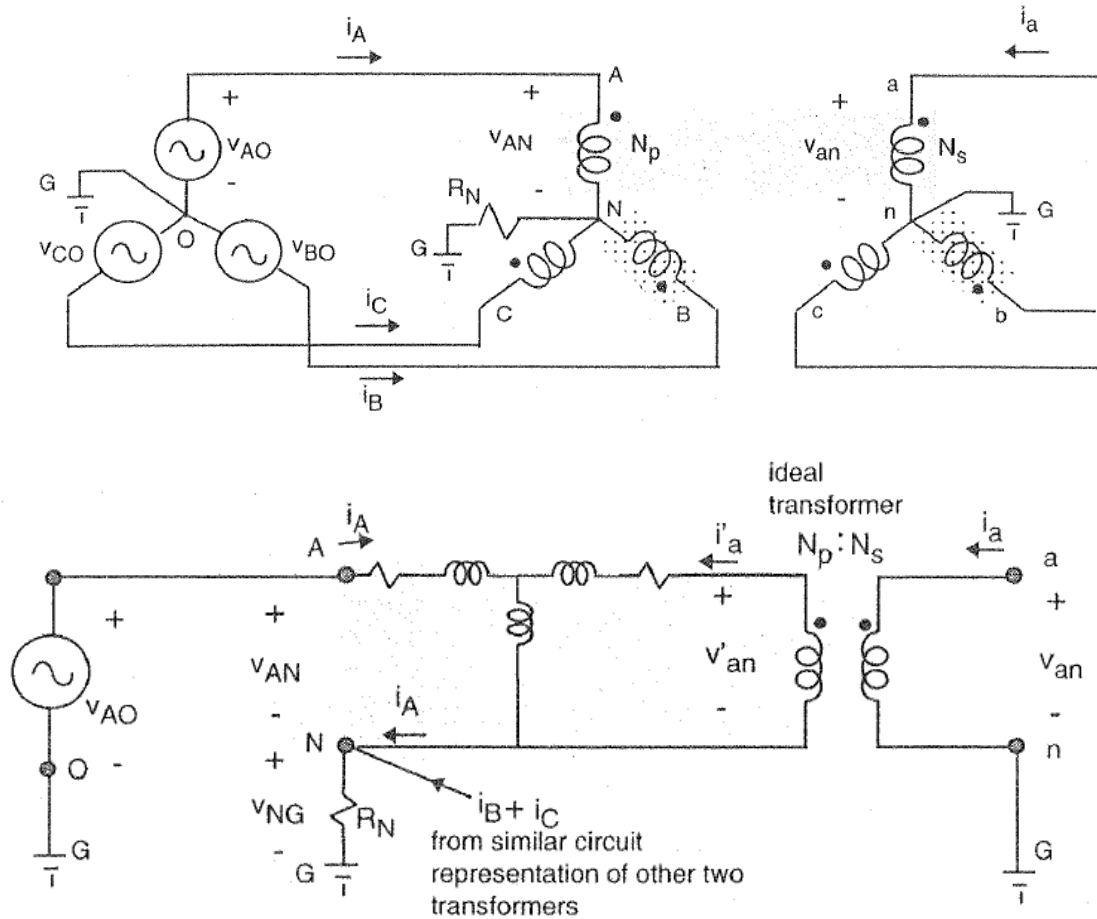 i_A
i_a
A
a
+
+
+
v_AO
v_AN
N_p
v_an
N_s
G
-
R_N
-
-
N
n
G
O
G
v_CO
v_BO
i_C
C
B
c
b
i_B
ideal
transformer
N_p : N_s
i_A
A
i'_a
i_a
a
+
+
+
+
v_AO
v_AN
v'_an
v_an
-
i_A
-
-
N
n
O
-
+
v_NG
R_N
i_B + i_C
G
-
G
from similar circuit
representation of other two
transformers
G